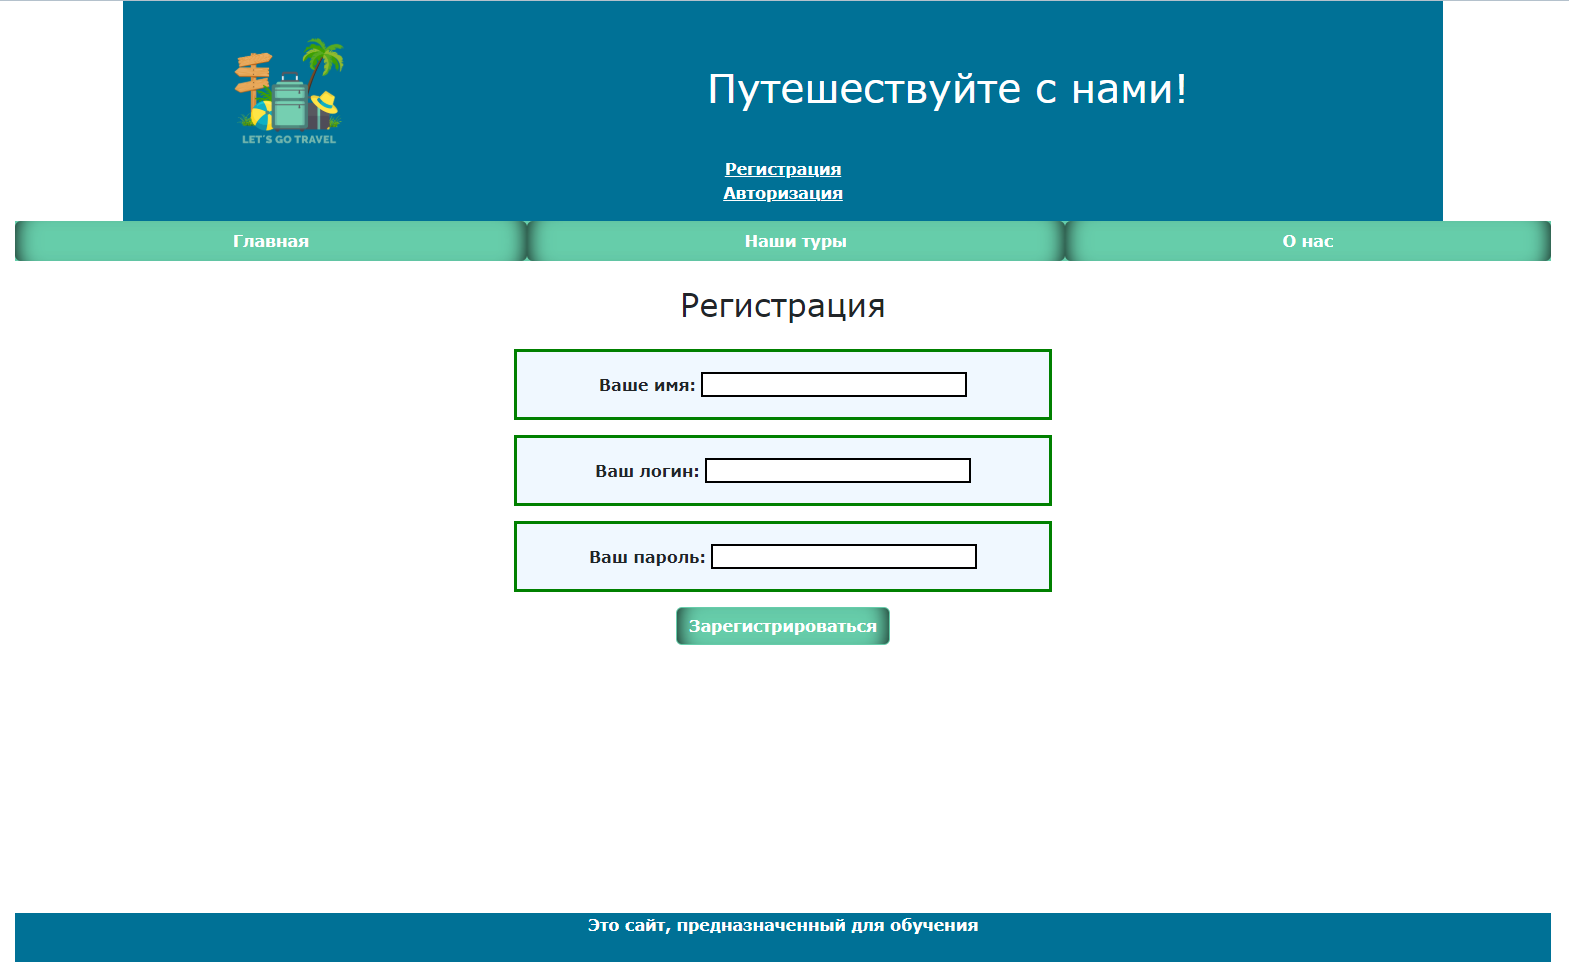 LET'S GO TRAVEL
Путешествуйте с нами!
Регистрация
Авторизация
Главная
Наши туры
О нас
Регистрация
Ваше имя:
Ваш логин:
Ваш пароль:
Зарегистрироваться
Это сайт, предназначенный для обучения